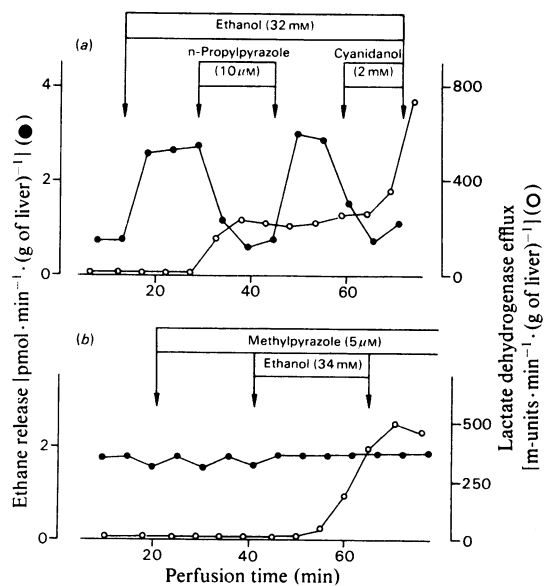 (a)
Ethanol (32 mM)
n-Propylpyrazole
(10 μM)
Cyanidanol
(2 mM)
4
2
0
800
400
0
20
40
60
(b)
Methylpyrazole (5 μM)
Ethanol (34 mM)
2
0
500
250
0
20
40
60
Perfusion time (min)
Ethane release [pmol·min⁻¹·(g of liver)⁻¹] (●)
Lactate dehydrogenase efflux
[m-units·min⁻¹·(g of liver)⁻¹] (O)